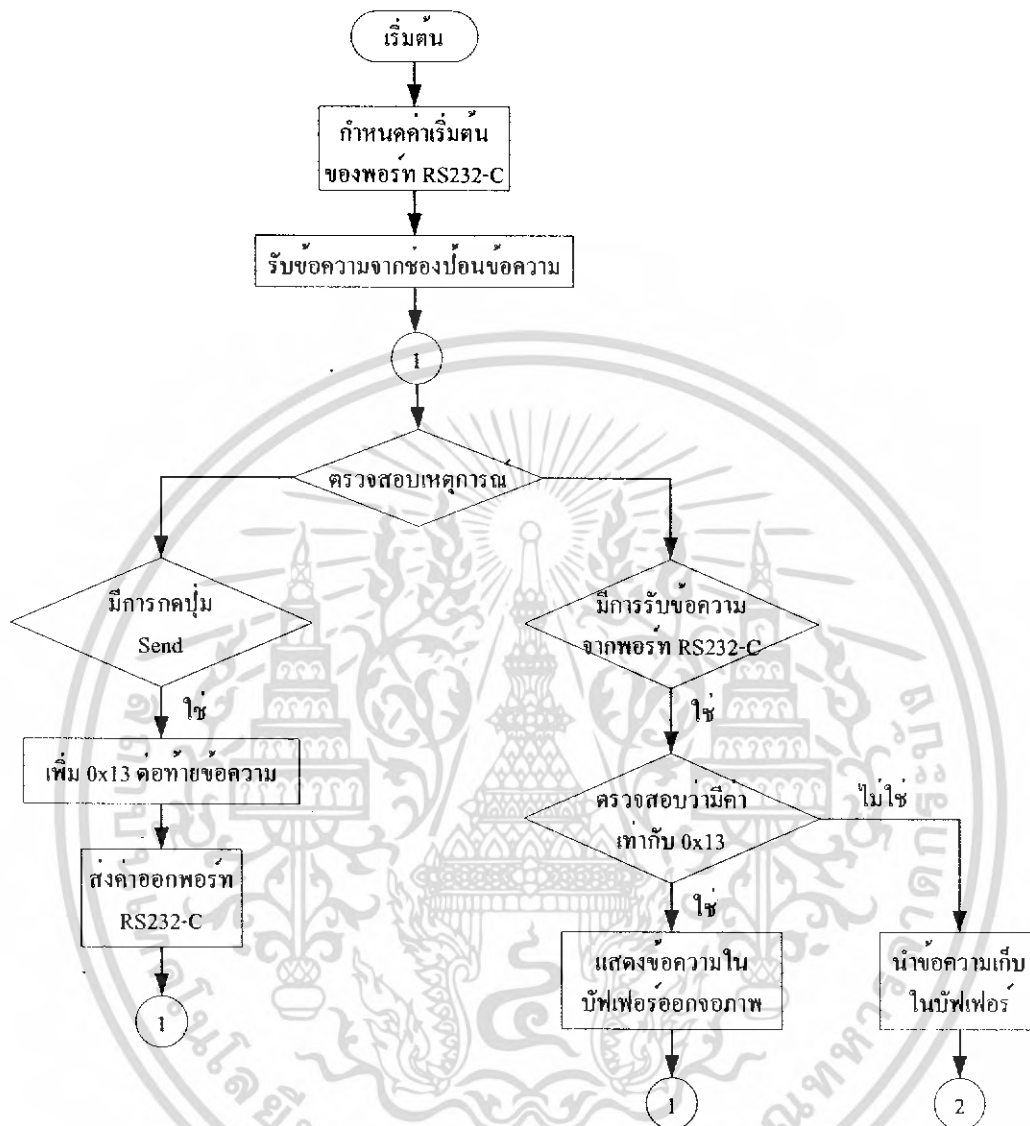 เริ่มต้น
กำหนดค่าเริ่มต้น
ของพอร์ท RS232-C
รับข้อความจากช่องป้อนข้อความ
1
ตรวจสอบเหตุการณ์
มีการกดปุ่ม
Send
ใช่
เพิ่ม 0x13 ต่อท้ายข้อความ
ส่งค่าออกพอร์ท
RS232-C
1
มีการรับข้อความ
จากพอร์ท RS232-C
ใช่
ตรวจสอบว่ามีค่า
เท่ากับ 0x13
ไม่ใช่
ใช่
แสดงข้อความใน
บัฟเฟอร์ออกจอภาพ
1
นำข้อความเก็บ
ในบัฟเฟอร์
2